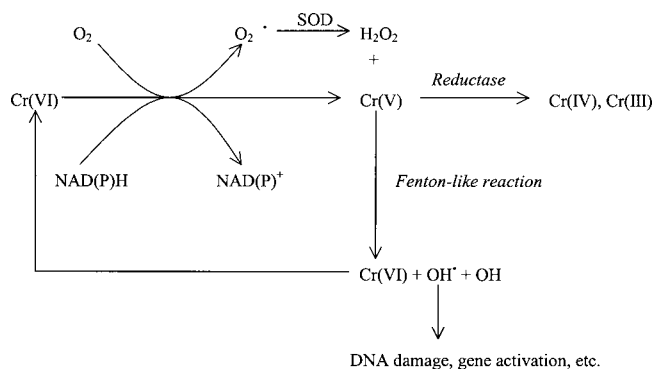 O₂ O₂˙ SOD H₂O₂
+
Reductase
Cr(VI) Cr(V) Cr(IV), Cr(III)
NAD(P)H NAD(P)⁺
Fenton-like reaction
Cr(VI) + OH˙ + OH
DNA damage, gene activation, etc.